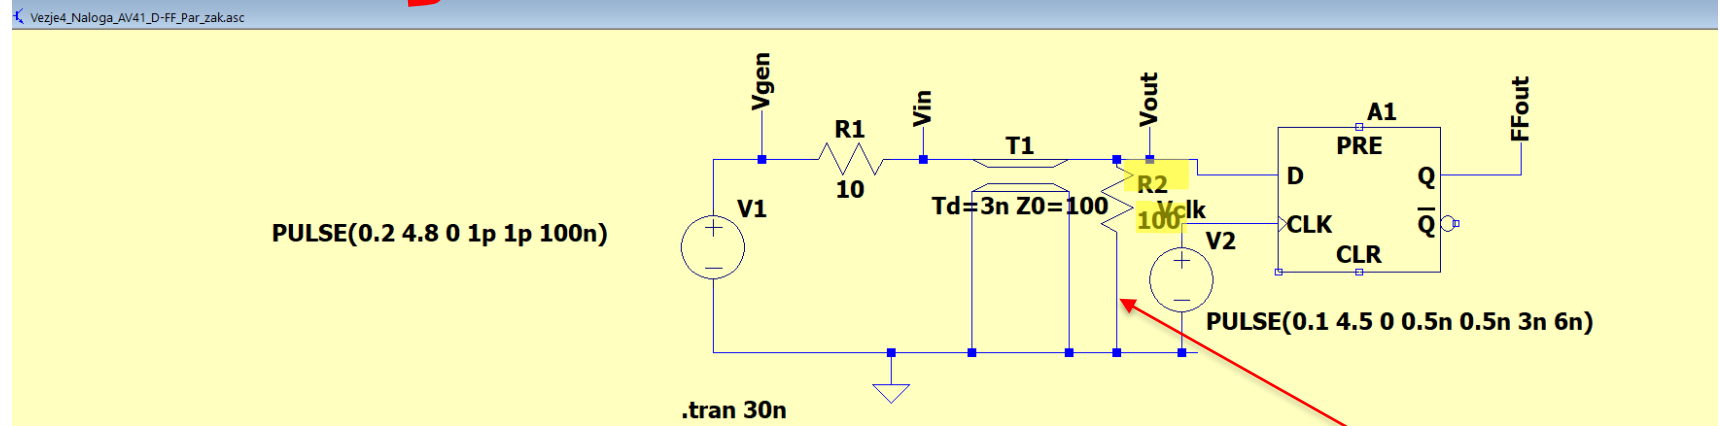 Vezje4_Naloga_AV41_D-FF_Par_zak.asc
Vgen
Vin
Vout
FFout
R1
10
T1
Td=3n Z0=100
R2
100
Vclk
A1
PRE
D
Q
CLK
Q
CLR
V1
PULSE(0.2 4.8 0 1p 1p 100n)
V2
PULSE(0.1 4.5 0 0.5n 0.5n 3n 6n)
.tran 30n